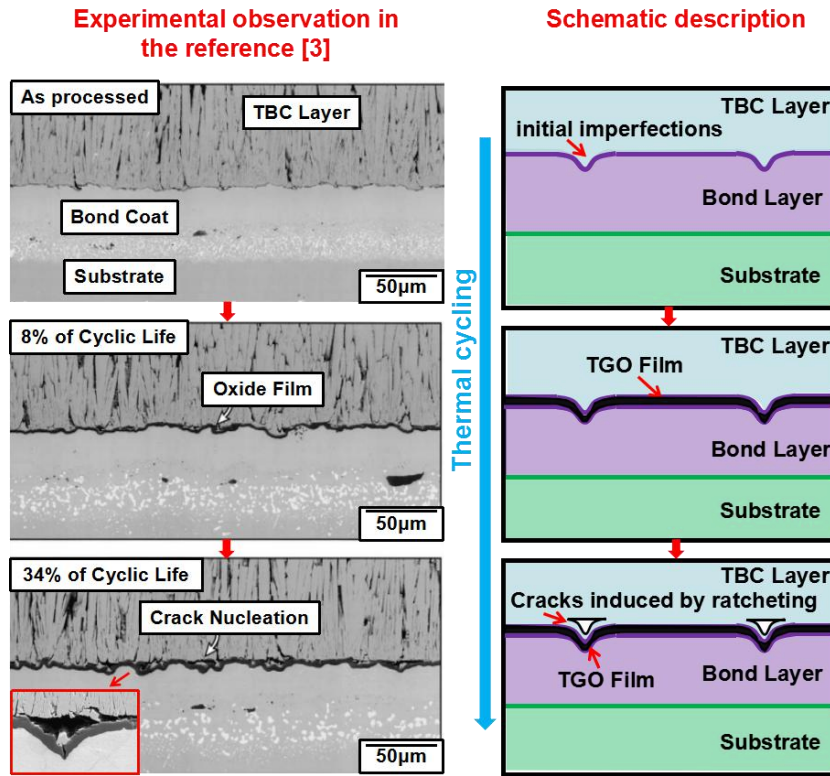 Experimental observation in
the reference [3]
As processed
TBC Layer
Bond Coat
Substrate
50μm
8% of Cyclic Life
Oxide Film
50μm
34% of Cyclic Life
Crack Nucleation
50μm
Thermal cycling
Schematic description
TBC Layer
initial imperfections
Bond Layer
Substrate
TBC Layer
TGO Film
Bond Layer
Substrate
TBC Layer
Cracks induced by ratcheting
Bond Layer
TGO Film
Substrate